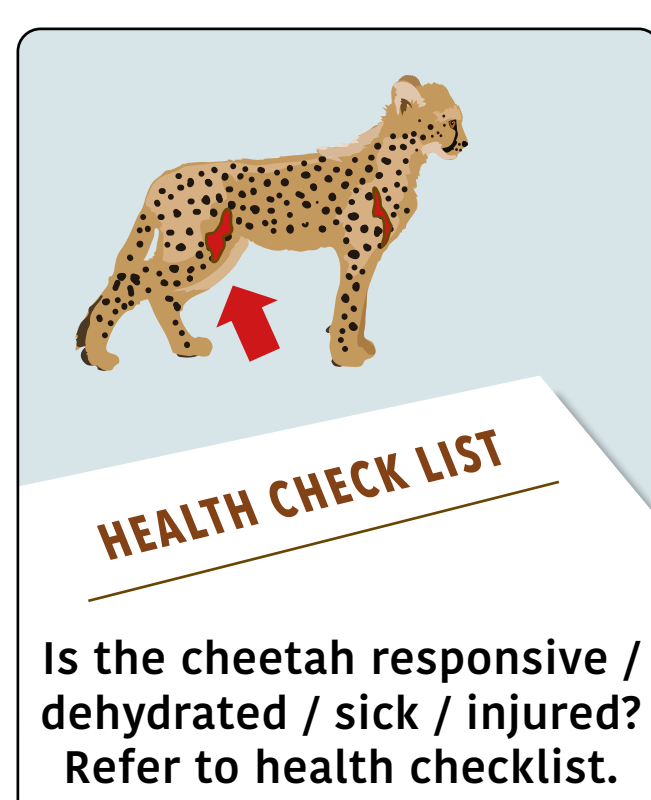 HEALTH CHECK LIST
Is the cheetah responsive /
dehydrated / sick / injured?
Refer to health checklist.